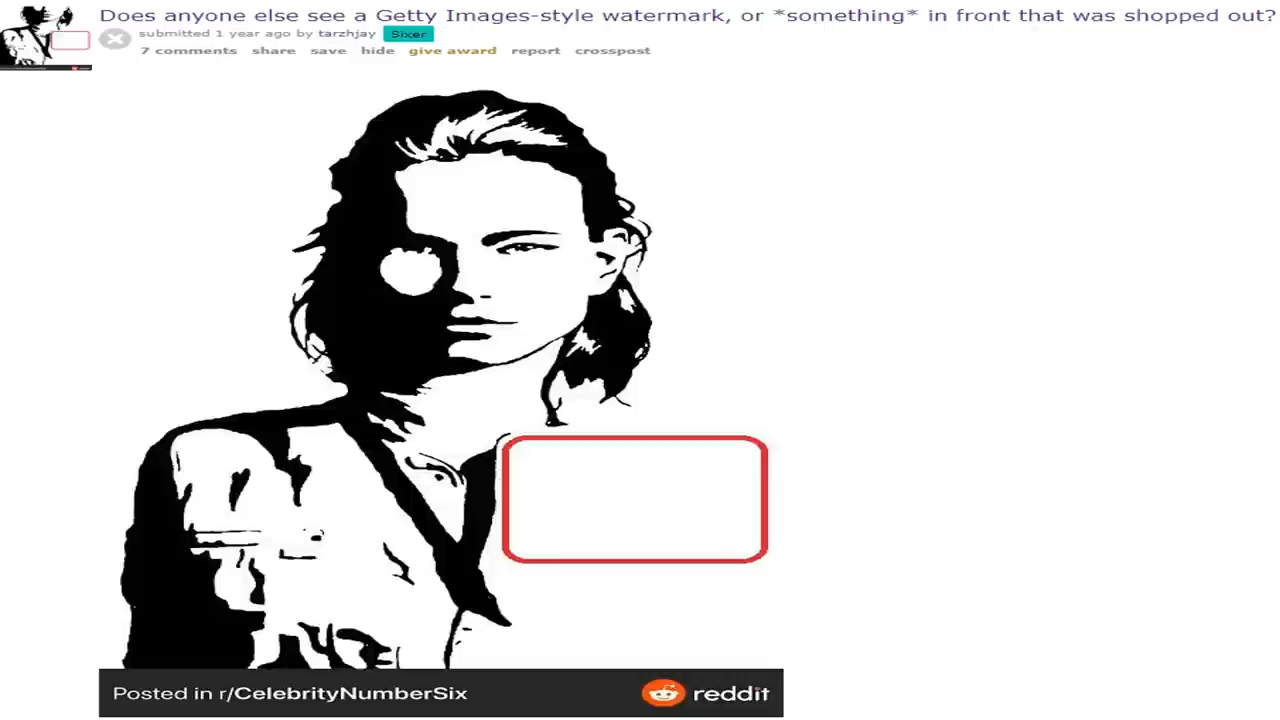 Does anyone else see a Getty Images-style watermark, or *something* in front that was shopped out?
submitted 1 year ago by tarzhjay Sixer
7 comments share save hide give award report crosspost
Posted in r/CelebrityNumberSix reddit